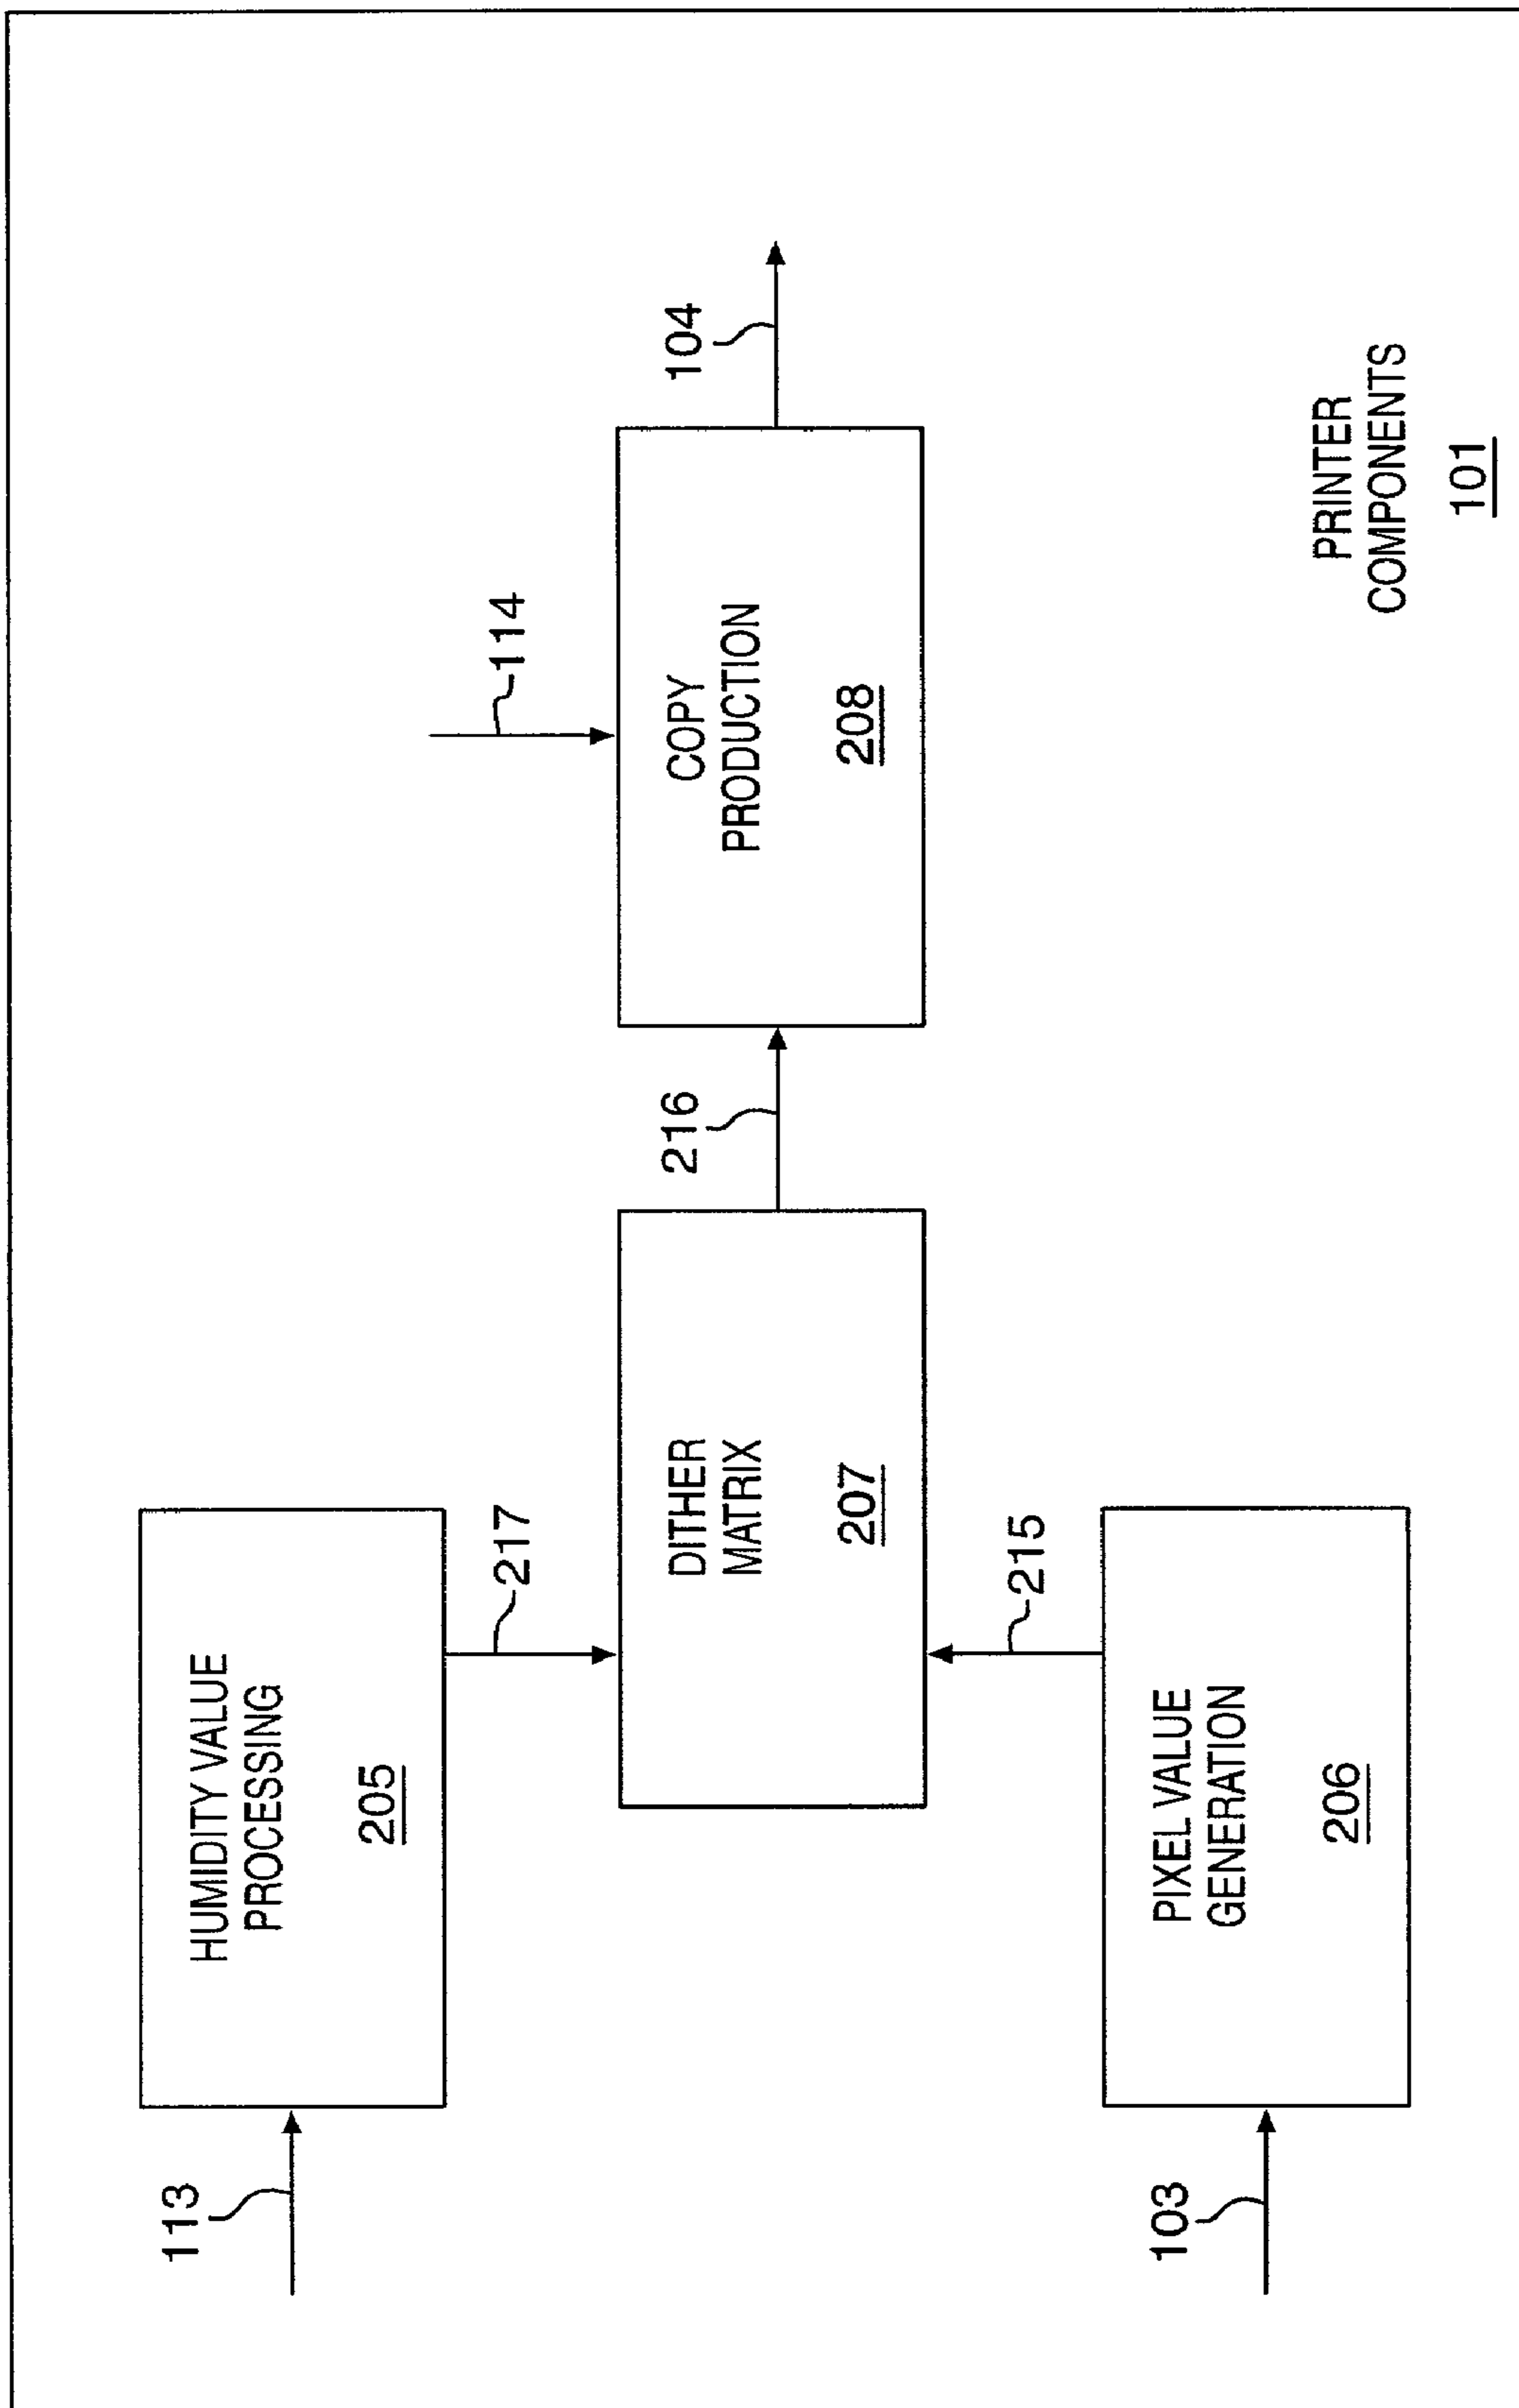 113
HUMIDITY VALUE
PROCESSING
205
217
DITHER
MATRIX
207
216
114
COPY
PRODUCTION
208
104
103
PIXEL VALUE
GENERATION
206
215
PRINTER
COMPONENTS
101